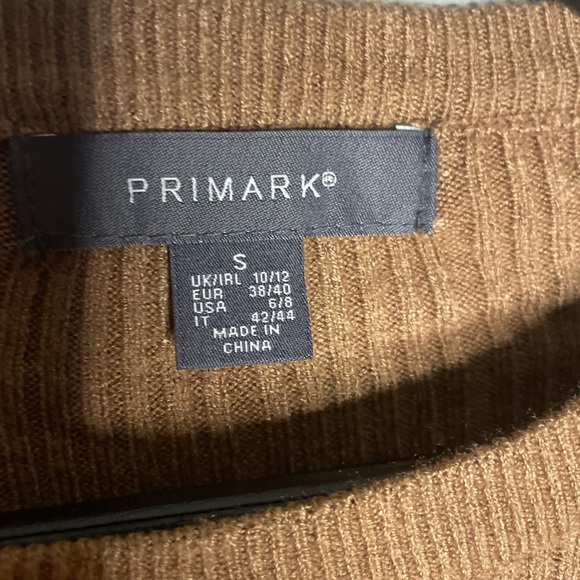 PRIMARK®
S
UK/IRL 10/12
EUR 38/40
USA 6/8
IT 42/44
MADE IN
CHINA